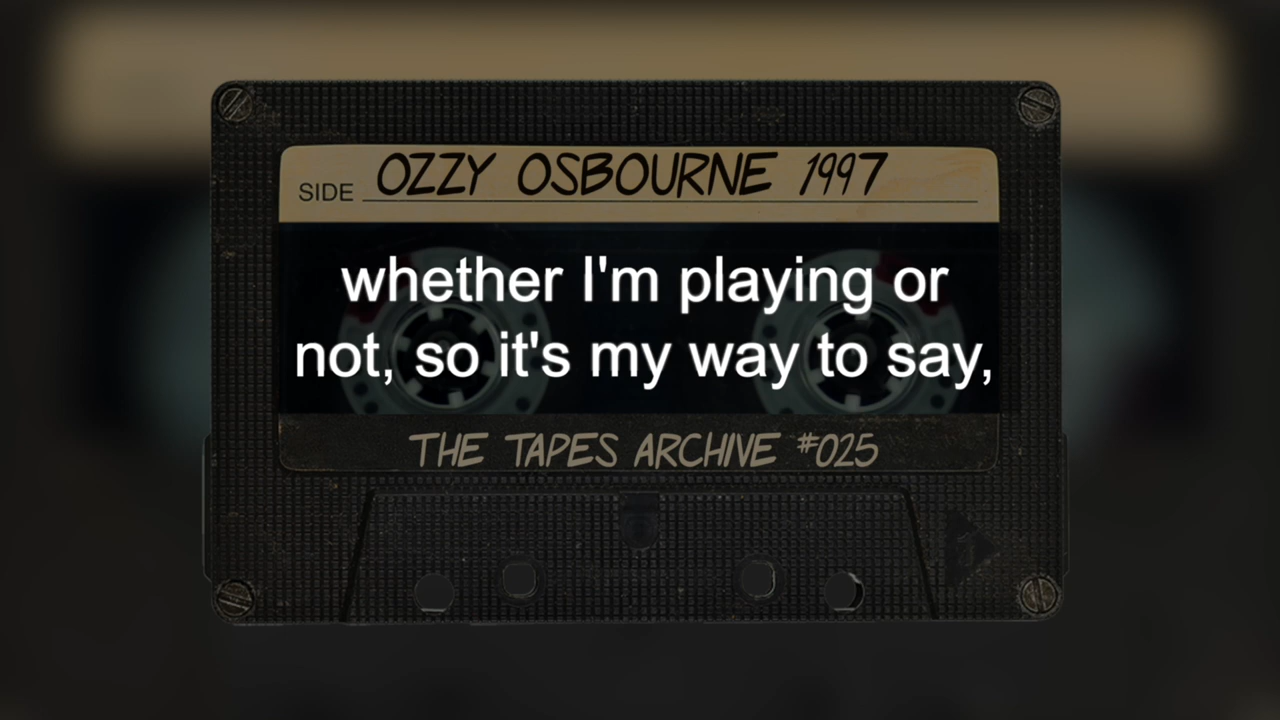 OZZY OSBOURNE 1997
SIDE
whether I'm playing or
not, so it's my way to say,
THE TAPES ARCHIVE #025